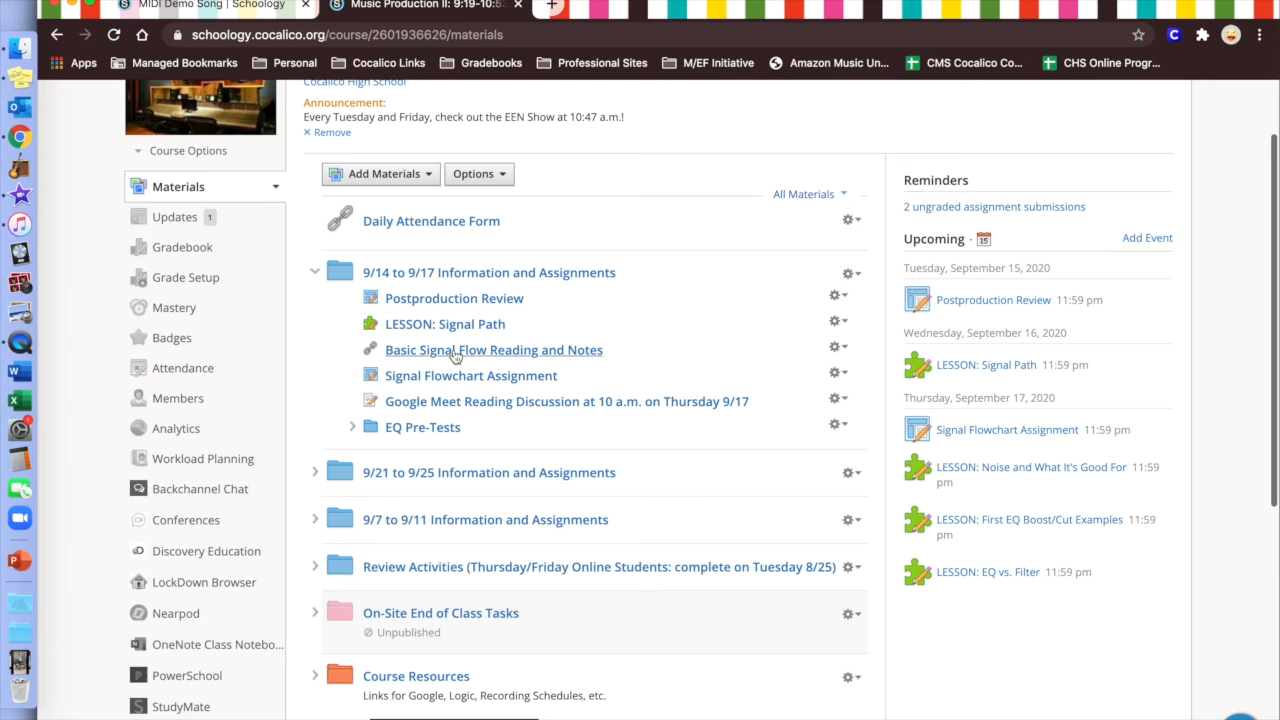 MIDI Demo Song | Schoology
Music Production II: 9:19-10:5
schoology.cocalico.org/course/2601936626/materials
Apps
Managed Bookmarks
Personal
Cocalico Links
Gradebooks
Professional Sites
M/EF Initiative
Amazon Music Un...
CMS Cocalico Co...
CHS Online Progr...
Cocalico High School
Announcement:
Every Tuesday and Friday, check out the EEN Show at 10:47 a.m.!
× Remove
Course Options
Materials
Updates 1
Gradebook
Grade Setup
Mastery
Badges
Attendance
Members
Analytics
Workload Planning
Backchannel Chat
Conferences
Discovery Education
LockDown Browser
Nearpod
OneNote Class Notebo...
PowerSchool
StudyMate
Add Materials
Options
All Materials
Daily Attendance Form
9/14 to 9/17 Information and Assignments
Postproduction Review
LESSON: Signal Path
Basic Signal Flow Reading and Notes
Signal Flowchart Assignment
Google Meet Reading Discussion at 10 a.m. on Thursday 9/17
EQ Pre-Tests
9/21 to 9/25 Information and Assignments
9/7 to 9/11 Information and Assignments
Review Activities (Thursday/Friday Online Students: complete on Tuesday 8/25)
On-Site End of Class Tasks
Unpublished
Course Resources
Links for Google, Logic, Recording Schedules, etc.
Reminders
2 ungraded assignment submissions
Upcoming ·
Add Event
Tuesday, September 15, 2020
Postproduction Review 11:59 pm
Wednesday, September 16, 2020
LESSON: Signal Path 11:59 pm
Thursday, September 17, 2020
Signal Flowchart Assignment 11:59 pm
LESSON: Noise and What It's Good For 11:59
pm
LESSON: First EQ Boost/Cut Examples 11:59
pm
LESSON: EQ vs. Filter 11:59 pm